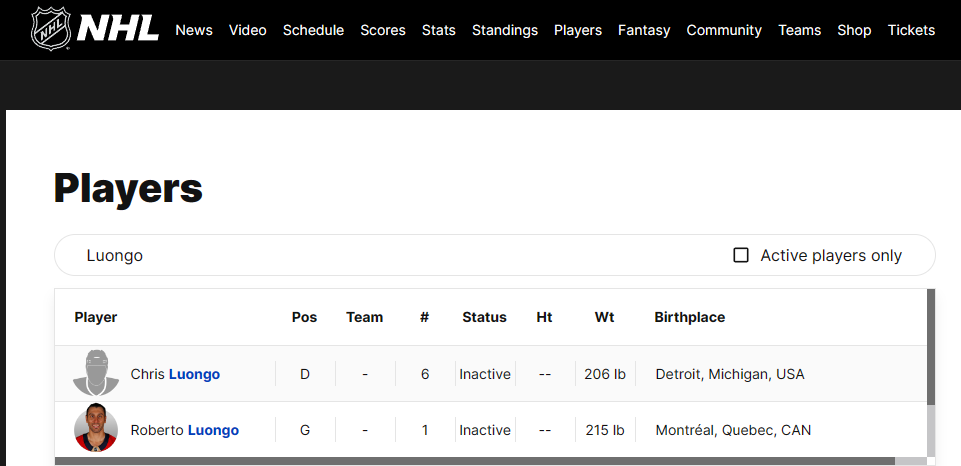 NHL NHL News Video Schedule Scores Stats Standings Players Fantasy Community Teams Shop Tickets
Players
Luongo Active players only
Player Pos Team # Status Ht Wt Birthplace
Chris Luongo D - 6 Inactive -- 206 lb Detroit, Michigan, USA
Roberto Luongo G - 1 Inactive -- 215 lb Montréal, Quebec, CAN